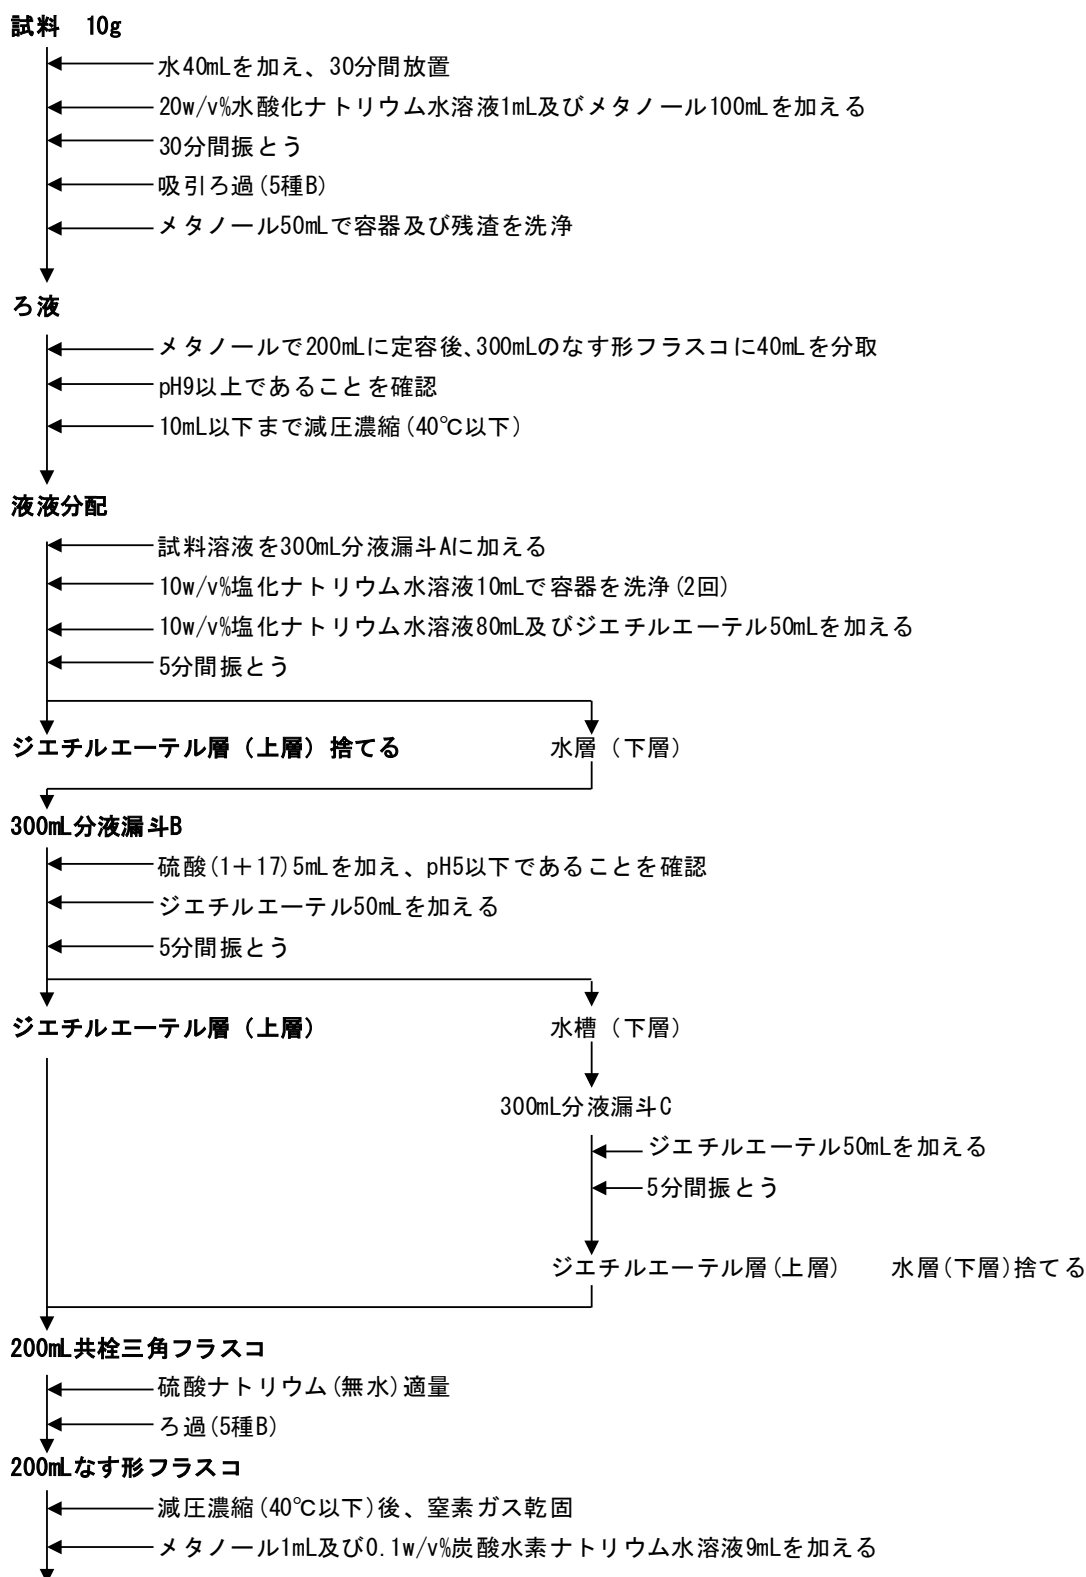 試料　10g
水40mLを加え、30分間放置
20w/v%水酸化ナトリウム水溶液1mL及びメタノール100mLを加える
30分間振とう
吸引ろ過(5種B)
メタノール50mLで容器及び残渣を洗浄
ろ液
メタノールで200mLに定容後、300mLのなす形フラスコに40mLを分取
pH9以上であることを確認
10mL以下まで減圧濃縮(40℃以下)
液液分配
試料溶液を300mL分液漏斗Aに加える
10w/v%塩化ナトリウム水溶液10mLで容器を洗浄(2回)
10w/v%塩化ナトリウム水溶液80mL及びジエチルエーテル50mLを加える
5分間振とう
ジエチルエーテル層（上層）捨てる　水層（下層）
300mL分液漏斗B
硫酸(1＋17)5mLを加え、pH5以下であることを確認
ジエチルエーテル50mLを加える
5分間振とう
ジエチルエーテル層（上層）　水槽（下層）
300mL分液漏斗C
ジエチルエーテル50mLを加える
5分間振とう
ジエチルエーテル層(上層)　水層(下層)捨てる
200mL共栓三角フラスコ
硫酸ナトリウム(無水)適量
ろ過(5種B)
200mLなす形フラスコ
減圧濃縮(40℃以下)後、窒素ガス乾固
メタノール1mL及び0.1w/v%炭酸水素ナトリウム水溶液9mLを加える